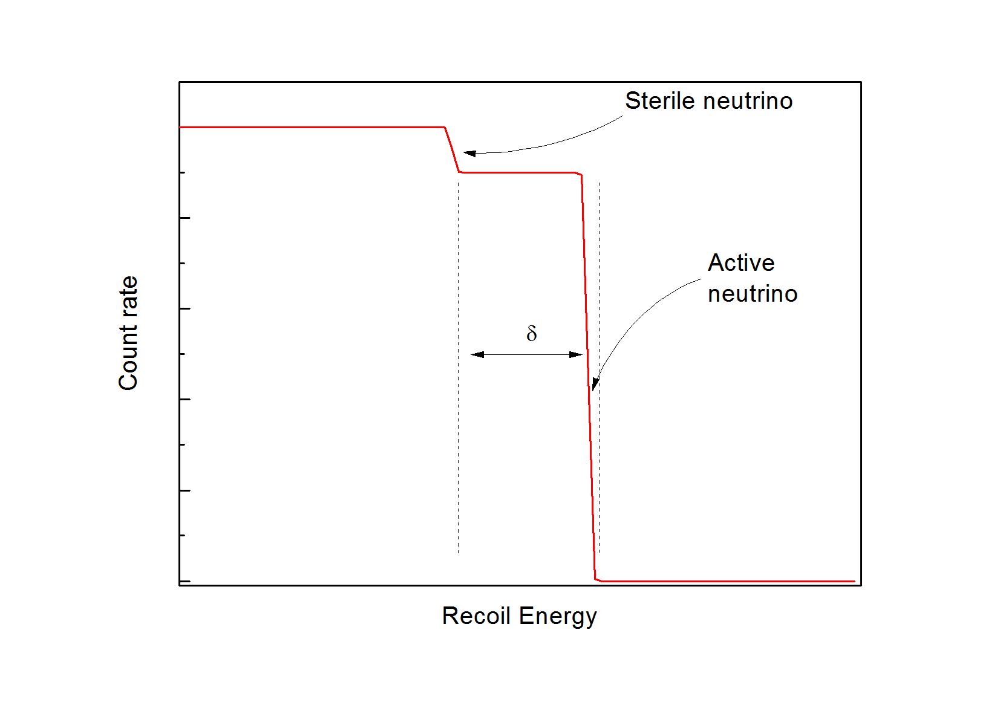 Sterile neutrino
Active
neutrino
δ
Count rate
Recoil Energy